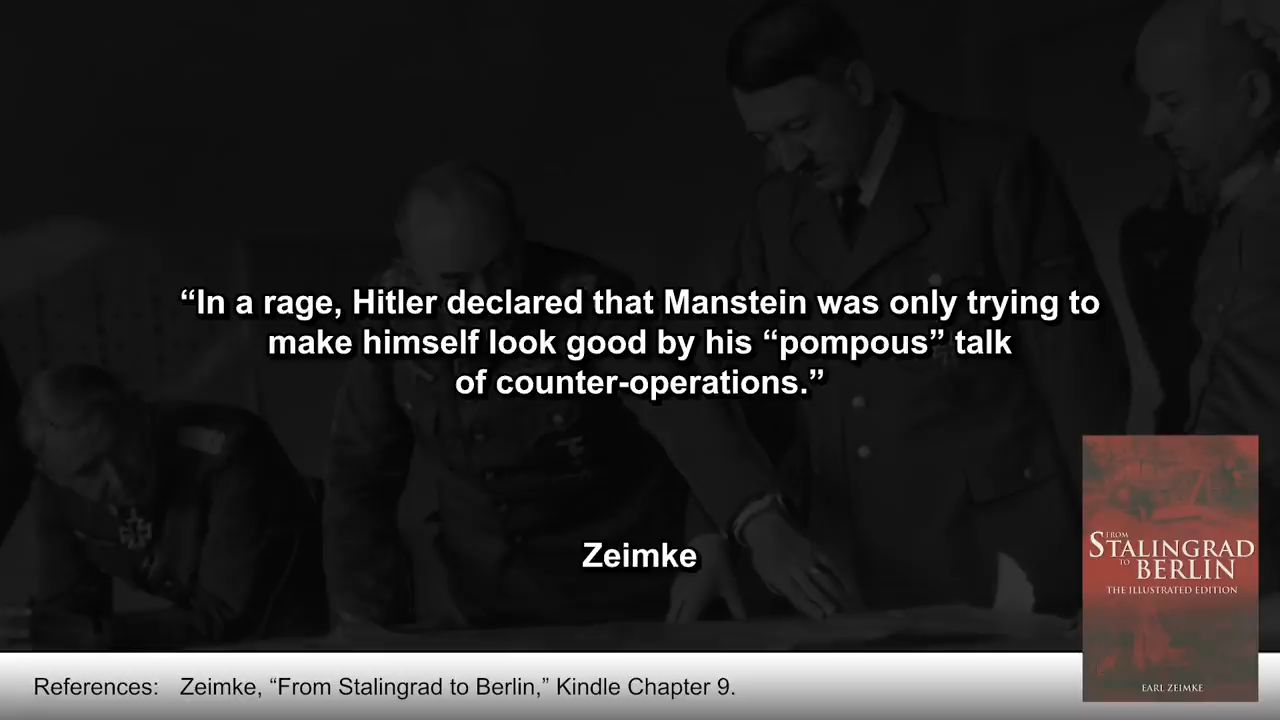 “In a rage, Hitler declared that Manstein was only trying to
make himself look good by his “pompous” talk
of counter-operations.”
Zeimke
FROM
STALINGRAD
TO BERLIN
THE ILLUSTRATED EDITION
EARL ZEIMKE
References: Zeimke, “From Stalingrad to Berlin,” Kindle Chapter 9.